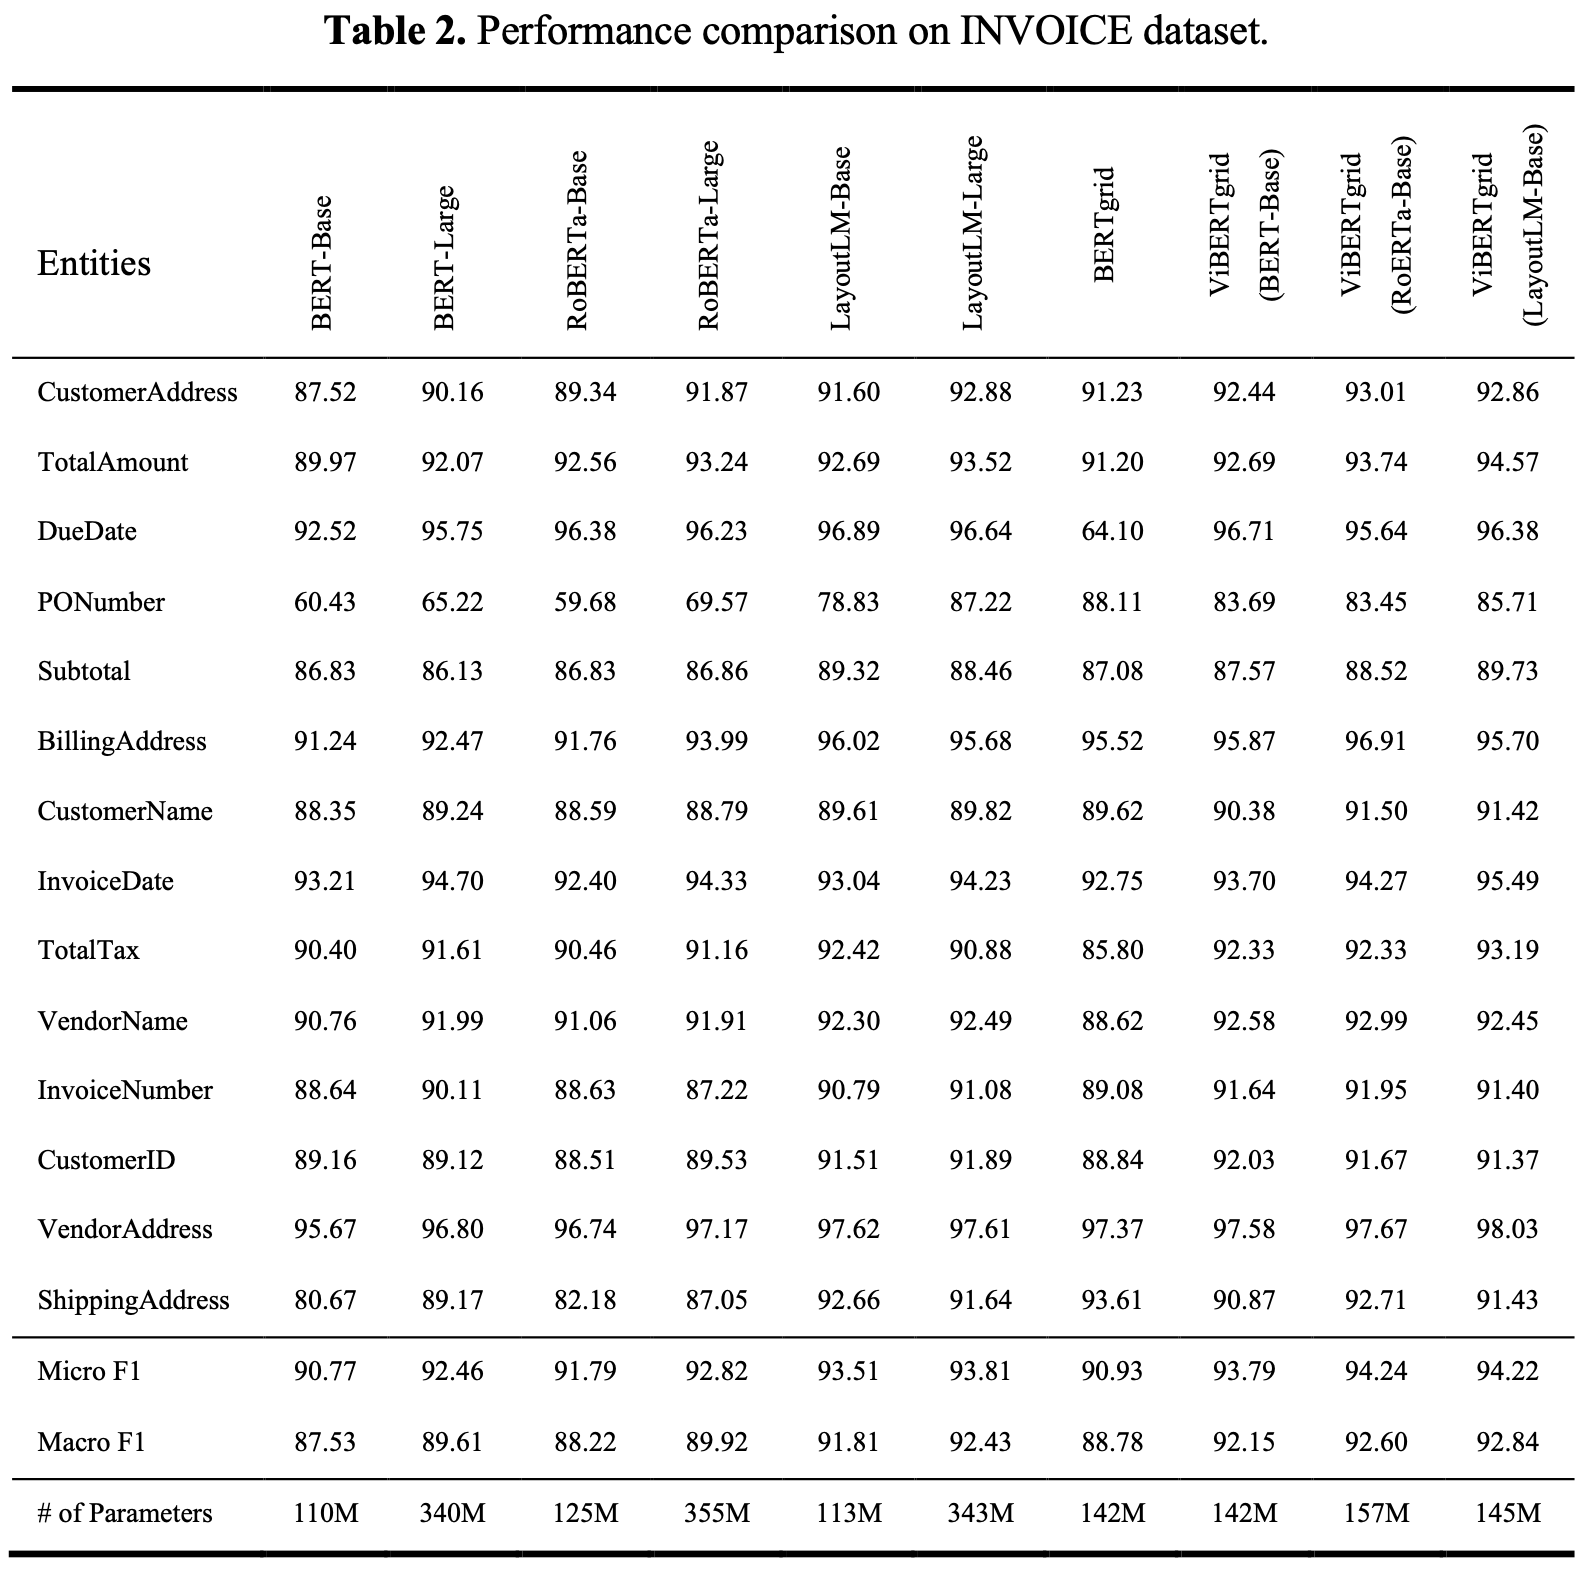 Table 2. Performance comparison on INVOICE dataset.
Entities BERT-Base BERT-Large RoBERTa-Base RoBERTa-Large LayoutLM-Base LayoutLM-Large BERTgrid ViBERTgrid (BERT-Base) ViBERTgrid (RoERTa-Base) ViBERTgrid (LayoutLM-Base)
CustomerAddress 87.52 90.16 89.34 91.87 91.60 92.88 91.23 92.44 93.01 92.86
TotalAmount 89.97 92.07 92.56 93.24 92.69 93.52 91.20 92.69 93.74 94.57
DueDate 92.52 95.75 96.38 96.23 96.89 96.64 64.10 96.71 95.64 96.38
PONumber 60.43 65.22 59.68 69.57 78.83 87.22 88.11 83.69 83.45 85.71
Subtotal 86.83 86.13 86.83 86.86 89.32 88.46 87.08 87.57 88.52 89.73
BillingAddress 91.24 92.47 91.76 93.99 96.02 95.68 95.52 95.87 96.91 95.70
CustomerName 88.35 89.24 88.59 88.79 89.61 89.82 89.62 90.38 91.50 91.42
InvoiceDate 93.21 94.70 92.40 94.33 93.04 94.23 92.75 93.70 94.27 95.49
TotalTax 90.40 91.61 90.46 91.16 92.42 90.88 85.80 92.33 92.33 93.19
VendorName 90.76 91.99 91.06 91.91 92.30 92.49 88.62 92.58 92.99 92.45
InvoiceNumber 88.64 90.11 88.63 87.22 90.79 91.08 89.08 91.64 91.95 91.40
CustomerID 89.16 89.12 88.51 89.53 91.51 91.89 88.84 92.03 91.67 91.37
VendorAddress 95.67 96.80 96.74 97.17 97.62 97.61 97.37 97.58 97.67 98.03
ShippingAddress 80.67 89.17 82.18 87.05 92.66 91.64 93.61 90.87 92.71 91.43
Micro F1 90.77 92.46 91.79 92.82 93.51 93.81 90.93 93.79 94.24 94.22
Macro F1 87.53 89.61 88.22 89.92 91.81 92.43 88.78 92.15 92.60 92.84
# of Parameters 110M 340M 125M 355M 113M 343M 142M 142M 157M 145M